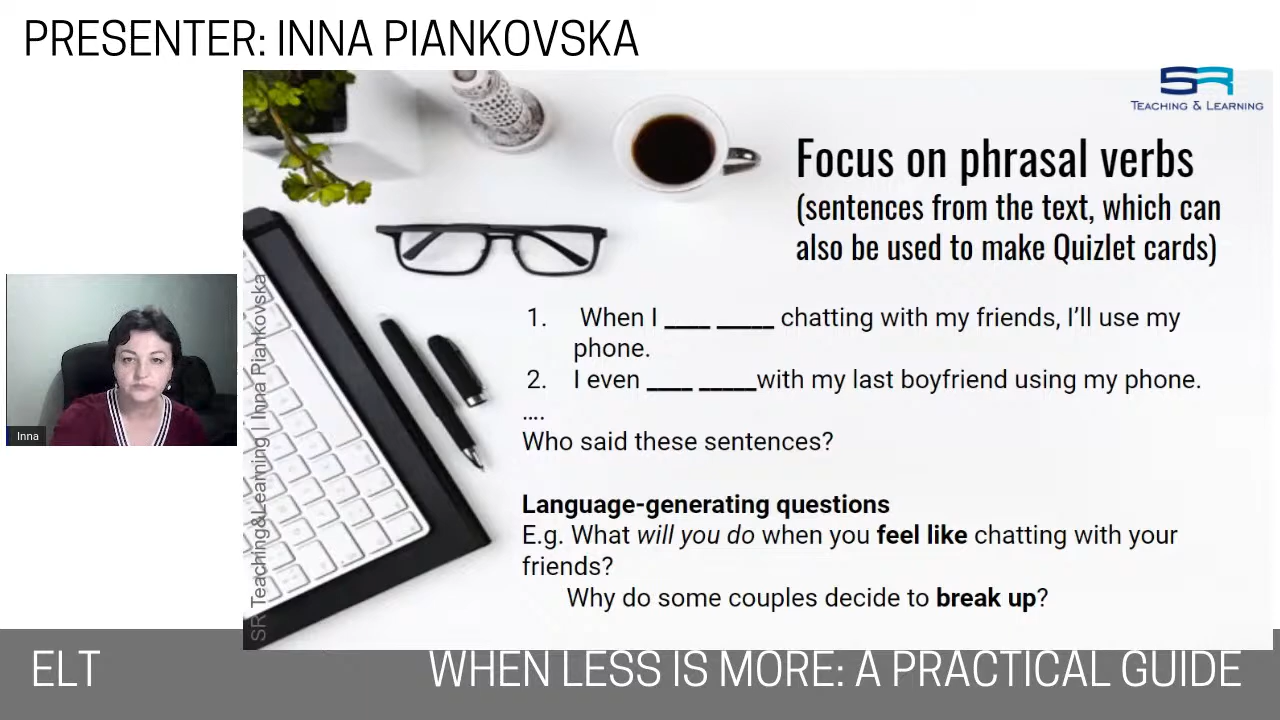 PRESENTER: INNA PIANKOVSKA
SR
TEACHING & LEARNING
Focus on phrasal verbs
(sentences from the text, which can
also be used to make Quizlet cards)
1. When I ____ _____ chatting with my friends, I'll use my
phone.
2. I even ____ _____with my last boyfriend using my phone.
....
Who said these sentences?
Language-generating questions
E.g. What will you do when you feel like chatting with your
friends?
Why do some couples decide to break up?
SR Teaching&Learning | Inna Piankovska
Inna
ELT
WHEN LESS IS MORE: A PRACTICAL GUIDE